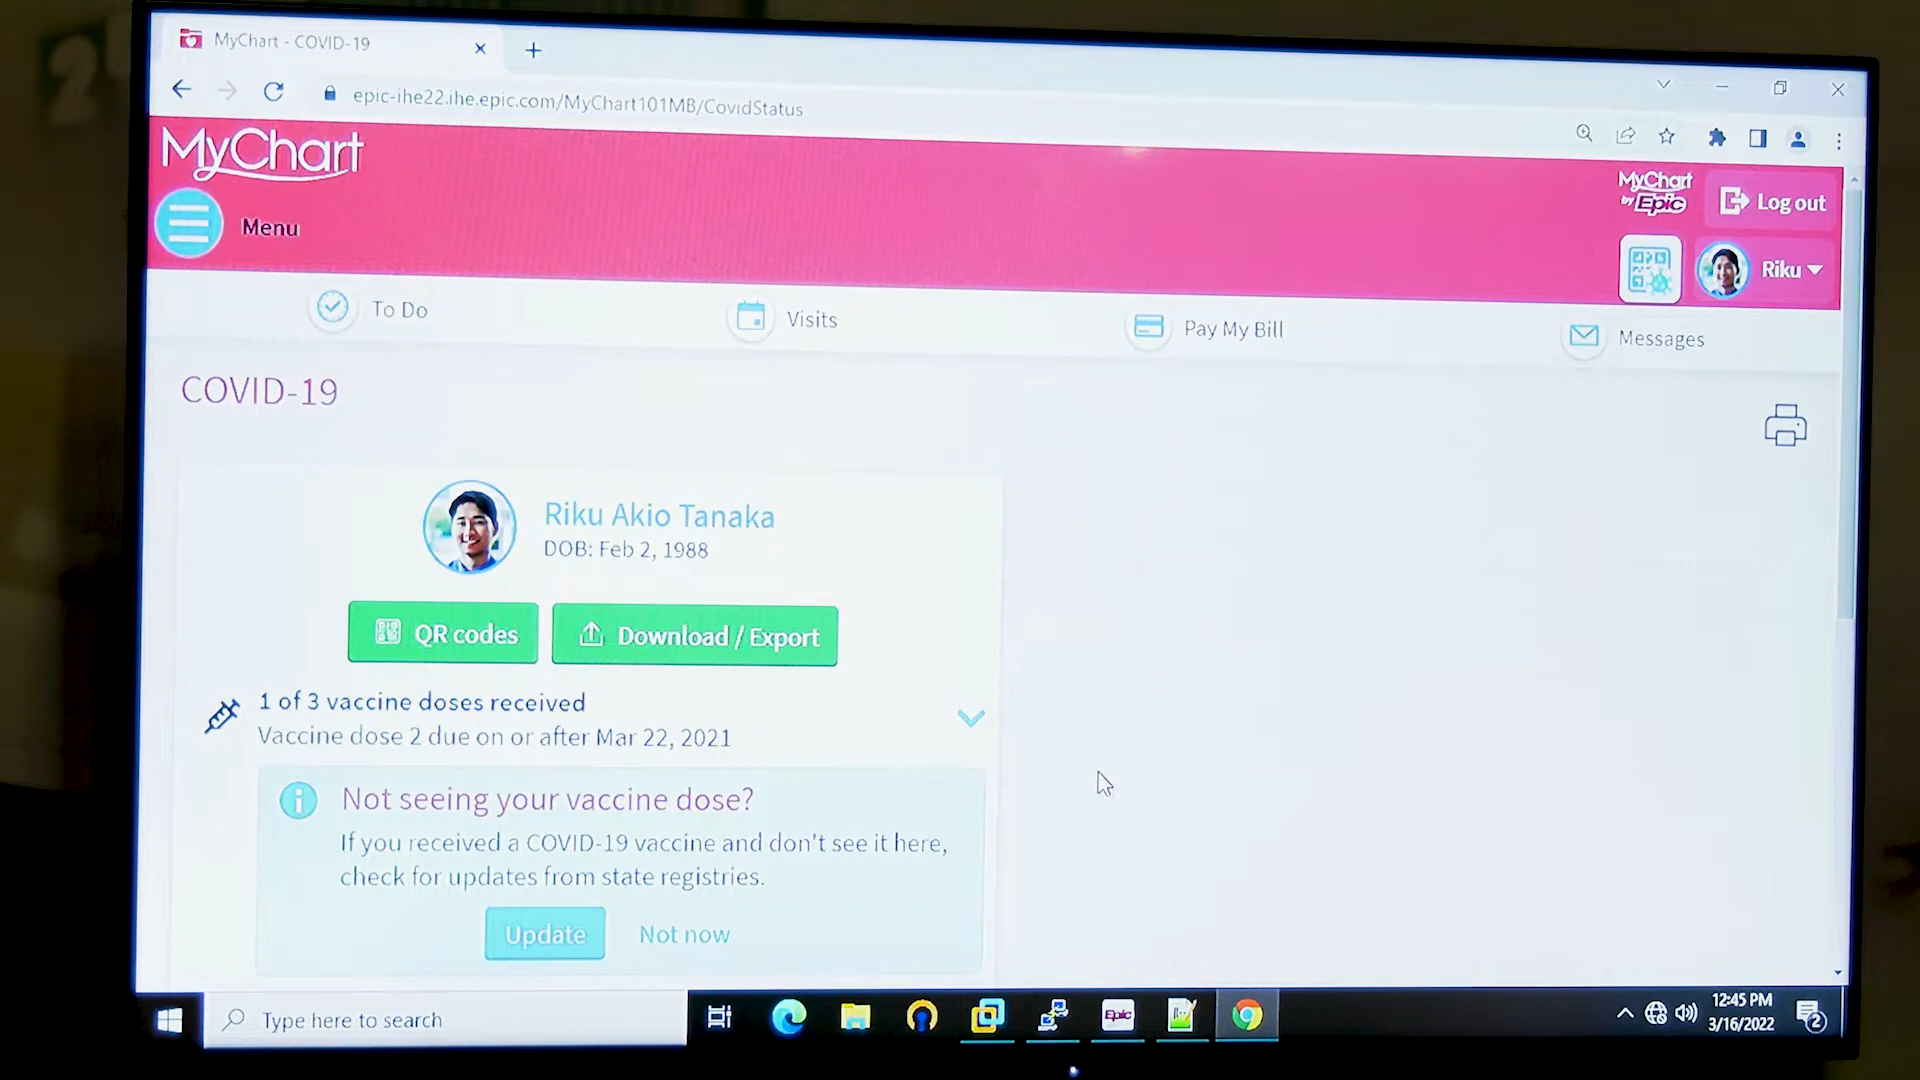 MyChart - COVID-19
epic-ihe22.ihe.epic.com/MyChart101MB/CovidStatus
MyChart
MyChart
by Epic
Log out
Menu
Riku
To Do
Visits
Pay My Bill
Messages
COVID-19
Riku Akio Tanaka
DOB: Feb 2, 1988
QR codes
Download / Export
1 of 3 vaccine doses received
Vaccine dose 2 due on or after Mar 22, 2021
Not seeing your vaccine dose?
If you received a COVID-19 vaccine and don't see it here,
check for updates from state registries.
Update
Not now
Type here to search
Epic
12:45 PM
3/16/2022
2
2